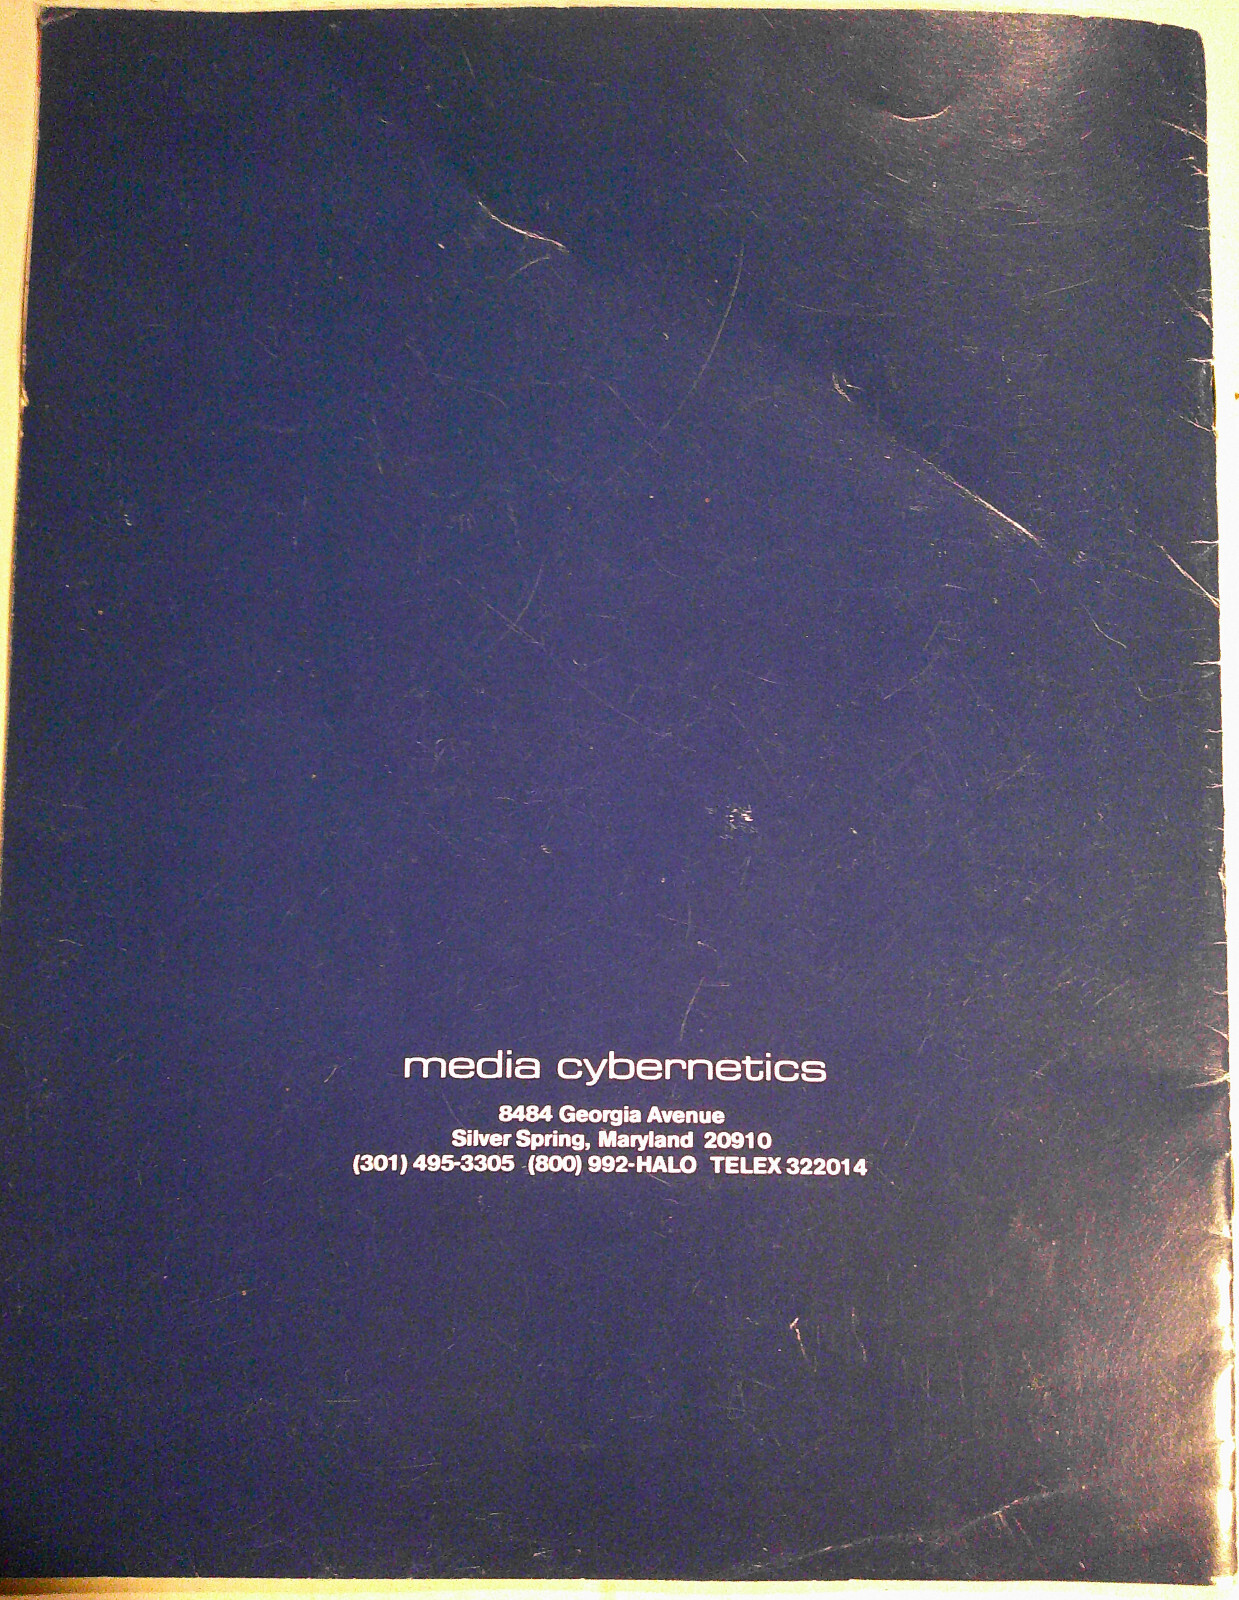 media cybernetics
8484 Georgia Avenue
Silver Spring, Maryland 20910
(301) 495-3305 (800) 992-HALO TELEX 322014